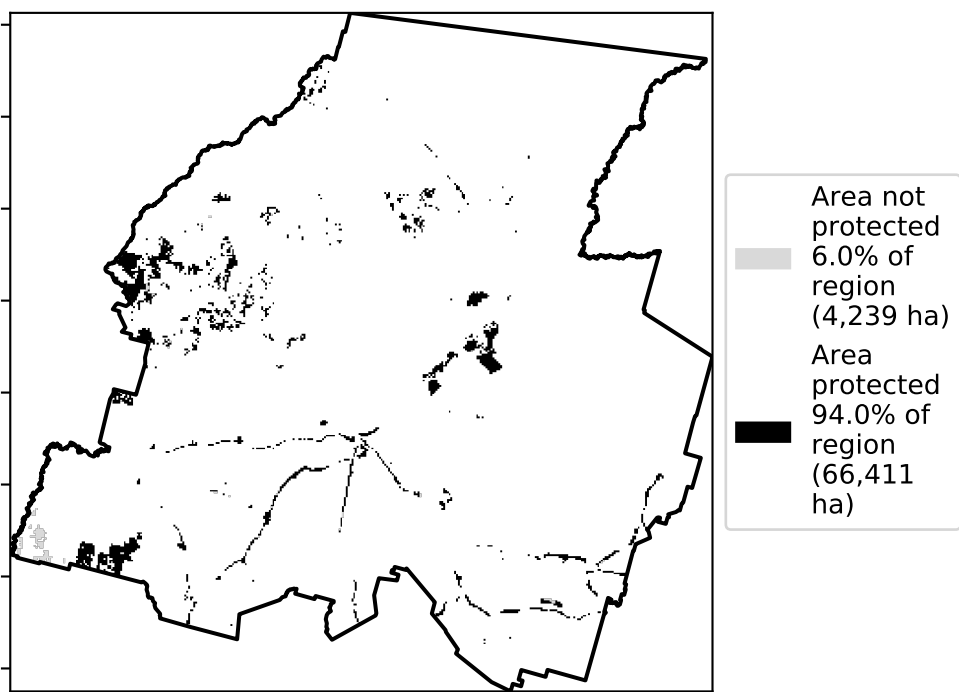 Area not
protected
6.0% of
region
(4,239 ha)
Area
protected
94.0% of
region
(66,411
ha)